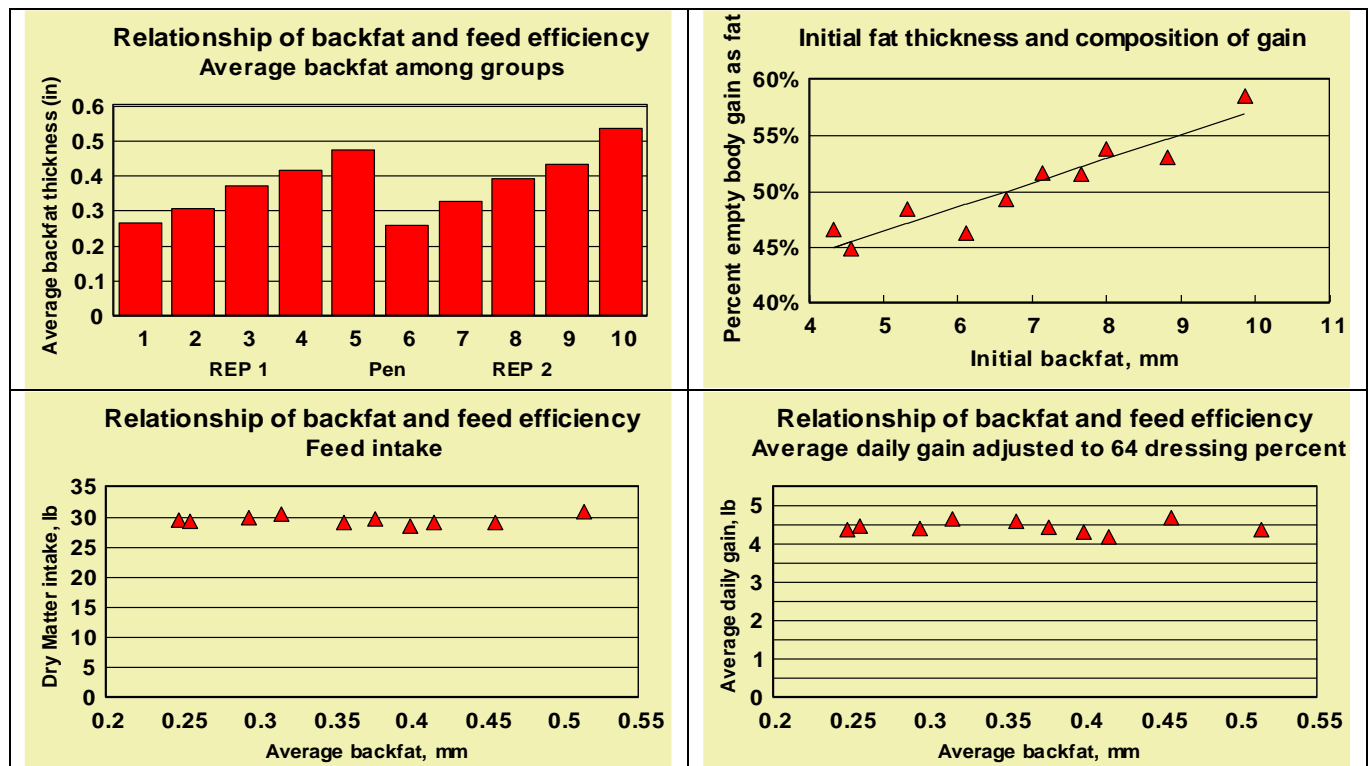 Relationship of backfat and feed efficiency
Average backfat among groups
Average backfat thickness (in)
0.6
0.5
0.4
0.3
0.2
0.1
0
1 2 3 4 5 6 7 8 9 10
REP 1 Pen REP 2
Initial fat thickness and composition of gain
Percent empty body gain as fat
60%
55%
50%
45%
40%
4 5 6 7 8 9 10 11
Initial backfat, mm
Relationship of backfat and feed efficiency
Feed intake
Dry Matter intake, lb
35
30
25
20
15
10
5
0
0.2 0.25 0.3 0.35 0.4 0.45 0.5 0.55
Average backfat, mm
Relationship of backfat and feed efficiency
Average daily gain adjusted to 64 dressing percent
Average daily gain, lb
5
4
3
2
1
0
0.2 0.25 0.3 0.35 0.4 0.45 0.5 0.55
Average backfat, mm